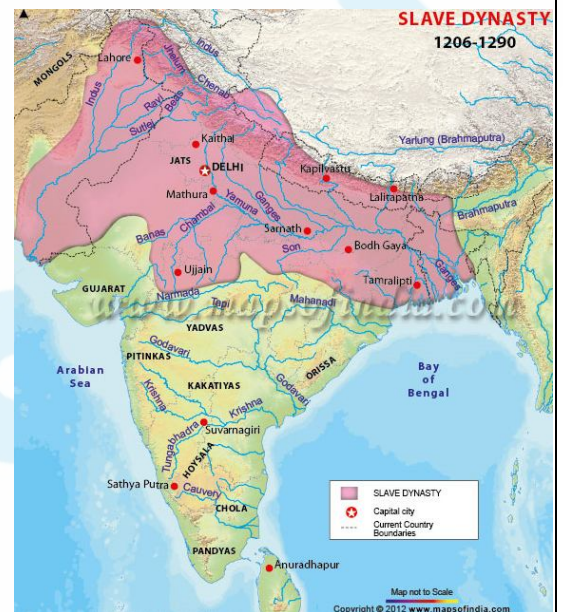 SLAVE DYNASTY
1206-1290
MONGOLS
Lahore
Indus
Jhelum
Chenab
Indus
Ravi
Beas
Sutlej
Kaithal
JATS
DELHI
Yarlung (Brahmaputra)
Kapilvastu
Lalitapatna
Mathura
Yamuna
Ganges
Brahmaputra
Banas
Chambal
Sarnath
Son
Bodh Gaya
Ganges
Ujjain
Tamralipti
GUJARAT
Narmada
Tapi
Mahanadi
www.mapsofindia.com
YADVAS
PITINKAS
Godavari
ORISSA
Arabian
Sea
Bay
of
Bengal
KAKATIYAS
Godavari
Krishna
Krishna
Tungabhadra
Suvarnagiri
HOYSALA
Sathya Putra
Cauvery
CHOLA
PANDYAS
Anuradhapur
SLAVE DYNASTY
Capital city
Current Country
Boundaries
Map not to Scale
Copyright © 2012 www.mapsofindia.com